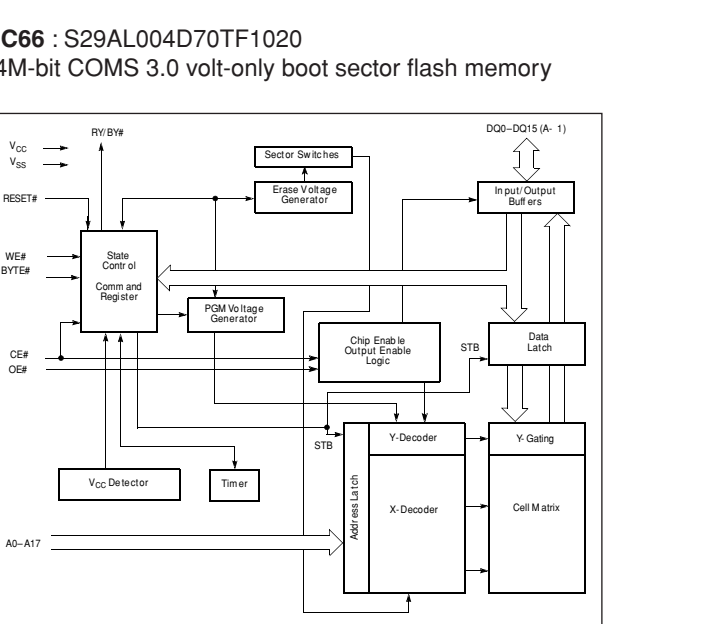 C66 : S29AL004D70TF1020
4M-bit COMS 3.0 volt-only boot sector flash memory
RY/BY#
DQ0–DQ15 (A-1)
VCC
VSS
Sector Switches
RESET#
Erase Voltage
Generator
Input/Output
Buffers
WE#
BYTE#
State
Control
Command
Register
PGM Voltage
Generator
Chip Enable
Output Enable
Logic
CE#
OE#
STB
Data
Latch
STB
Y-Decoder
Y-Gating
VCC Detector
Timer
Address Latch
X-Decoder
Cell Matrix
A0–A17